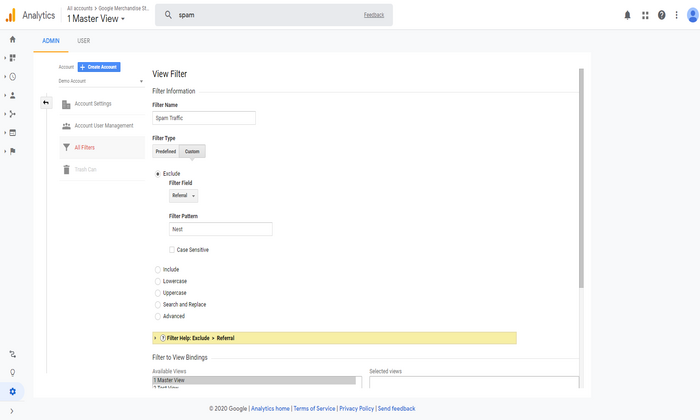 Analytics
All accounts > Google Merchandise St...
1 Master View
spam
Feedback
ADMIN
USER
Account
+ Create Account
Demo Account
Account Settings
Account User Management
All Filters
Trash Can
View Filter
Filter Information
Filter Name
Spam Traffic
Filter Type
Predefined
Custom
Exclude
Filter Field
Referral
Filter Pattern
Nest
Case Sensitive
Include
Lowercase
Uppercase
Search and Replace
Advanced
? Filter Help: Exclude > Referral
Filter to View Bindings
Available Views
Selected views
1 Master View
© 2020 Google | Analytics home | Terms of Service | Privacy Policy | Send feedback